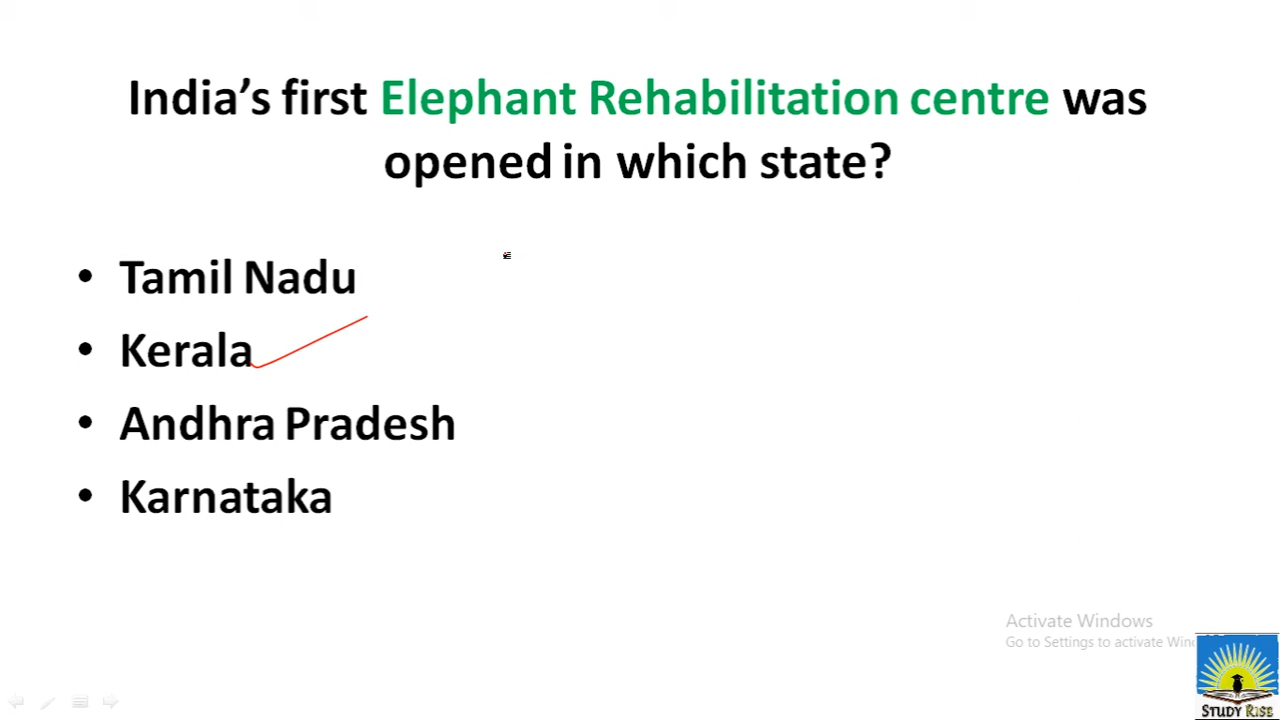 India’s first Elephant Rehabilitation centre was
opened in which state?
• Tamil Nadu
• Kerala
• Andhra Pradesh
• Karnataka
Activate Windows
Go to Settings to activate
STUDY RISE